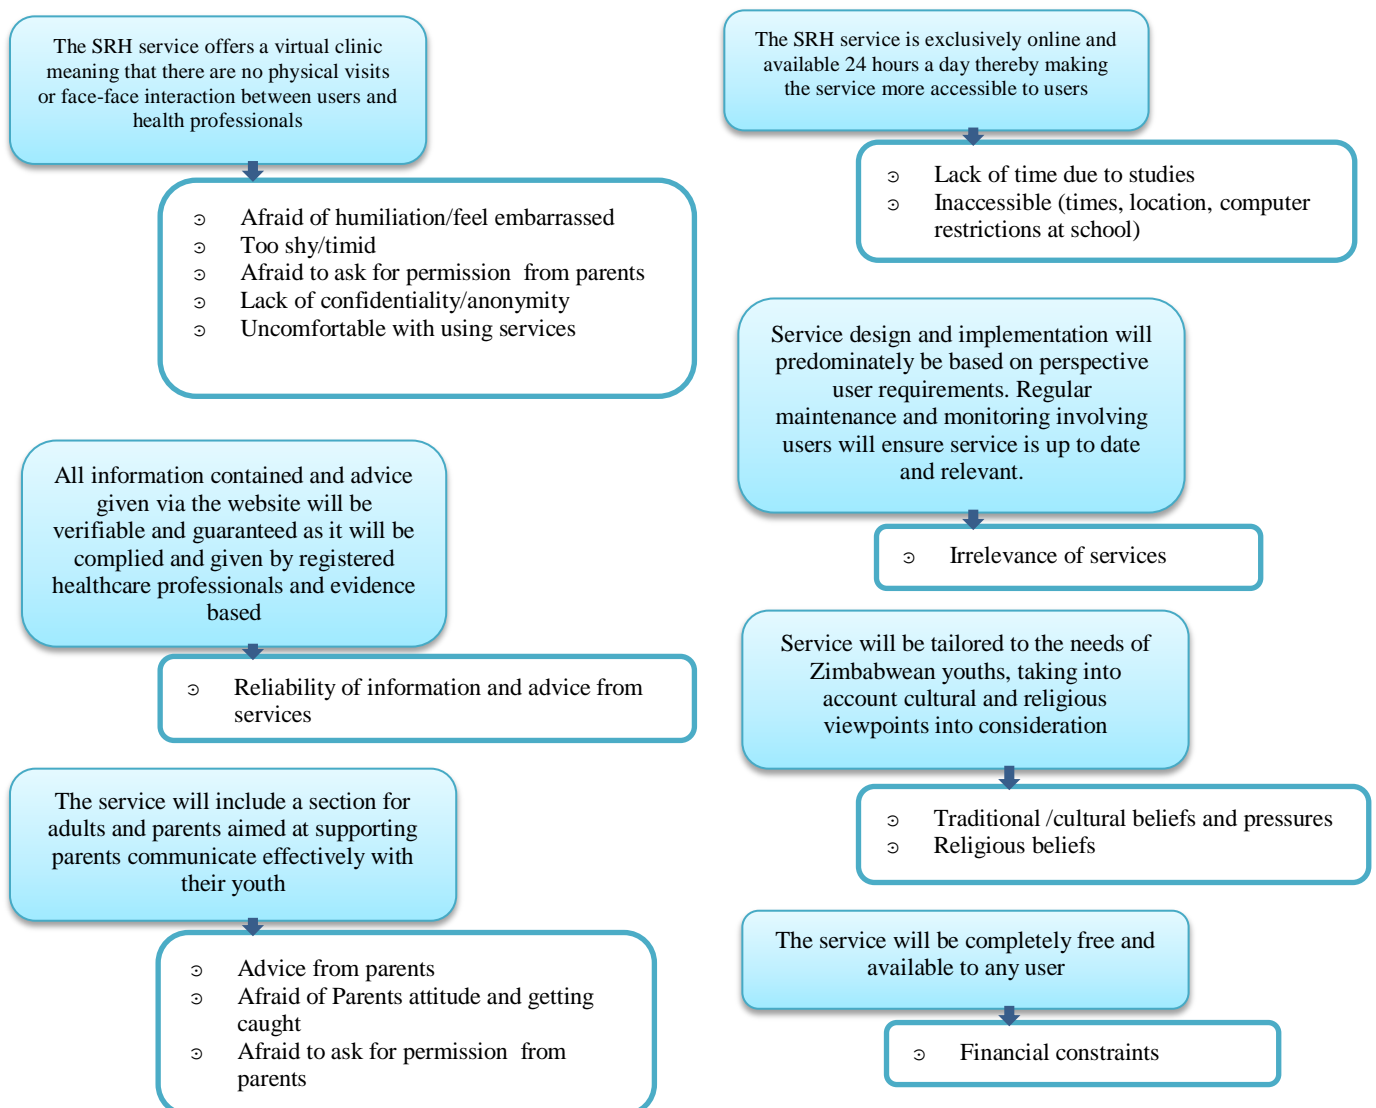 The SRH service offers a virtual clinic
meaning that there are no physical visits
or face-face interaction between users and
health professionals
⊙ Afraid of humiliation/feel embarrassed
⊙ Too shy/timid
⊙ Afraid to ask for permission from parents
⊙ Lack of confidentiality/anonymity
⊙ Uncomfortable with using services
All information contained and advice
given via the website will be
verifiable and guaranteed as it will be
complied and given by registered
healthcare professionals and evidence
based
⊙ Reliability of information and advice from
services
The service will include a section for
adults and parents aimed at supporting
parents communicate effectively with
their youth
⊙ Advice from parents
⊙ Afraid of Parents attitude and getting
caught
⊙ Afraid to ask for permission from
parents
The SRH service is exclusively online and
available 24 hours a day thereby making
the service more accessible to users
⊙ Lack of time due to studies
⊙ Inaccessible (times, location, computer
restrictions at school)
Service design and implementation will
predominately be based on perspective
user requirements. Regular
maintenance and monitoring involving
users will ensure service is up to date
and relevant.
⊙ Irrelevance of services
Service will be tailored to the needs of
Zimbabwean youths, taking into
account cultural and religious
viewpoints into consideration
⊙ Traditional /cultural beliefs and pressures
⊙ Religious beliefs
The service will be completely free and
available to any user
⊙ Financial constraints